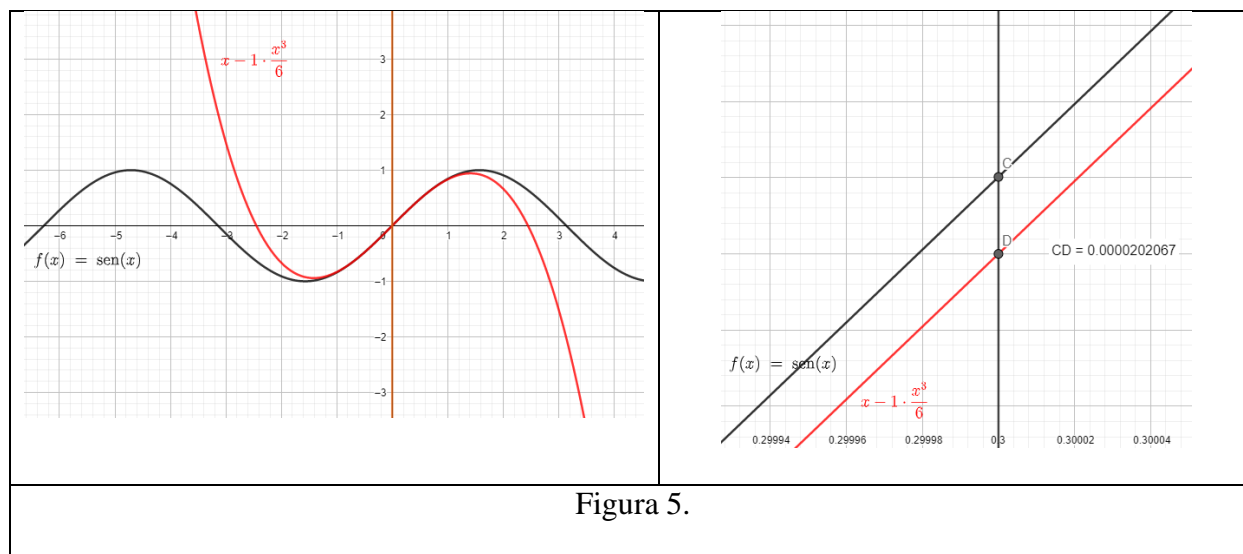 x − 1 · x³/6
3
2
1
−6
−5
−4
−3
−2
−1
0
1
2
3
4
f(x) = sen(x)
−1
−2
−3
C
D
CD = 0.0000202067
f(x) = sen(x)
x − 1 · x³/6
0.29994
0.29996
0.29998
0.3
0.30002
0.30004
Figura 5.